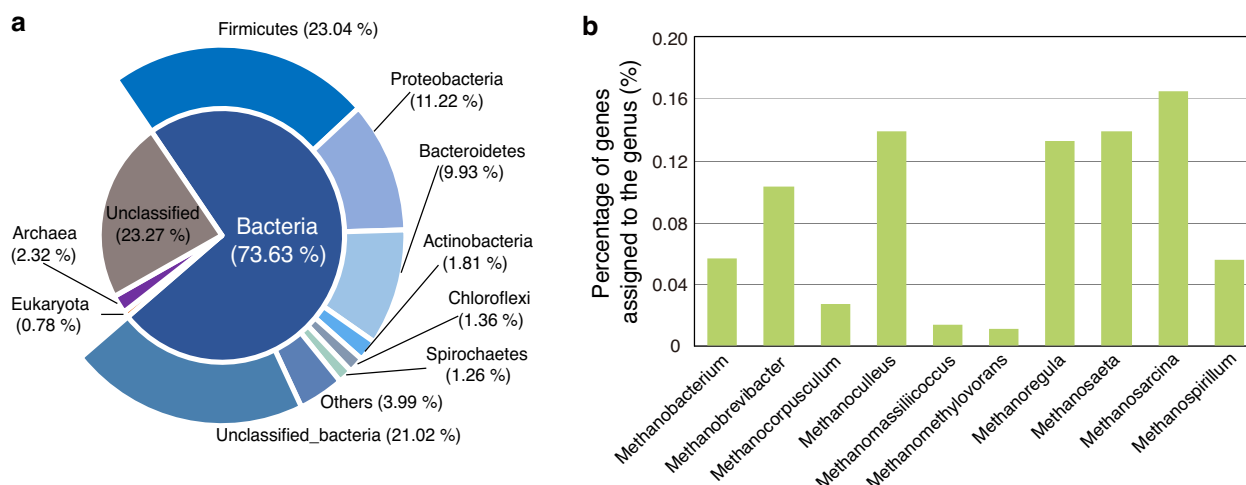 a
Firmicutes (23.04 %)
Proteobacteria
(11.22 %)
Bacteroidetes
(9.93 %)
Actinobacteria
(1.81 %)
Chloroflexi
(1.36 %)
Spirochaetes
(1.26 %)
Others (3.99 %)
Unclassified_bacteria (21.02 %)
Eukaryota
(0.78 %)
Archaea
(2.32 %)
Unclassified
(23.27 %)
Bacteria
(73.63 %)
b
Percentage of genes
assigned to the genus (%)
0.20
0.16
0.12
0.08
0.04
0
Methanobacterium
Methanobrevibacter
Methanocorpusculum
Methanoculleus
Methanomassiliicoccus
Methanomethylovorans
Methanoregula
Methanosaeta
Methanosarcina
Methanospirillum